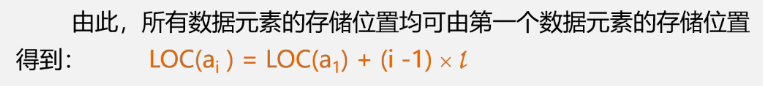 由此，所有数据元素的存储位置均可由第一个数据元素的存储位置
得到： LOC(aᵢ ) = LOC(a₁) + (i -1) × l